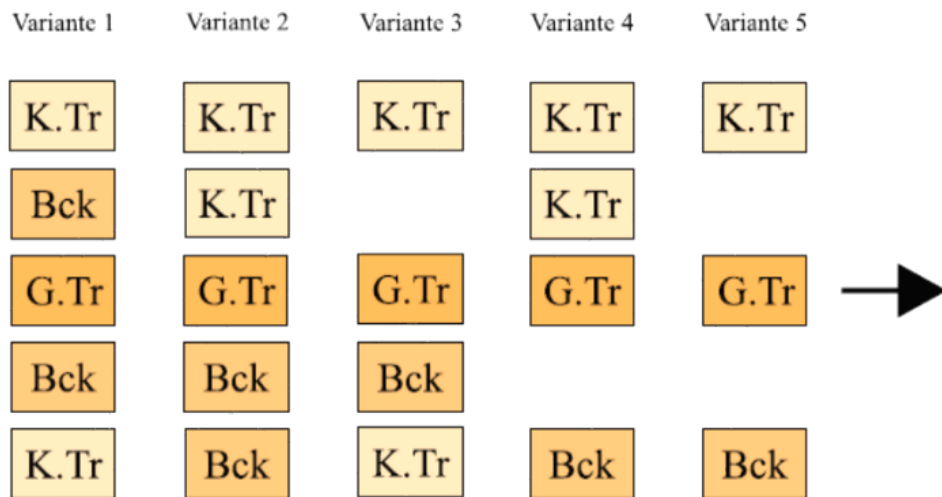 Variante 1 Variante 2 Variante 3 Variante 4 Variante 5
K.Tr K.Tr K.Tr K.Tr K.Tr
Bck K.Tr K.Tr
G.Tr G.Tr G.Tr G.Tr G.Tr
Bck Bck Bck
K.Tr Bck K.Tr Bck Bck